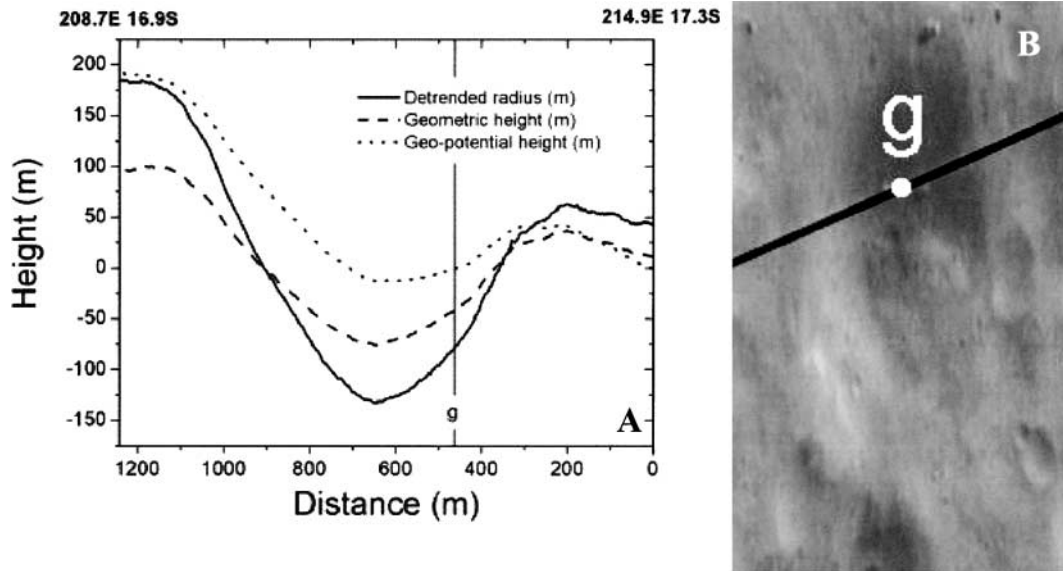 208.7E 16.9S
214.9E 17.3S
Height (m)
200
150
100
50
0
-50
-100
-150
Detrended radius (m)
Geometric height (m)
Geo-potential height (m)
g
A
1200 1000 800 600 400 200 0
Distance (m)
B
g